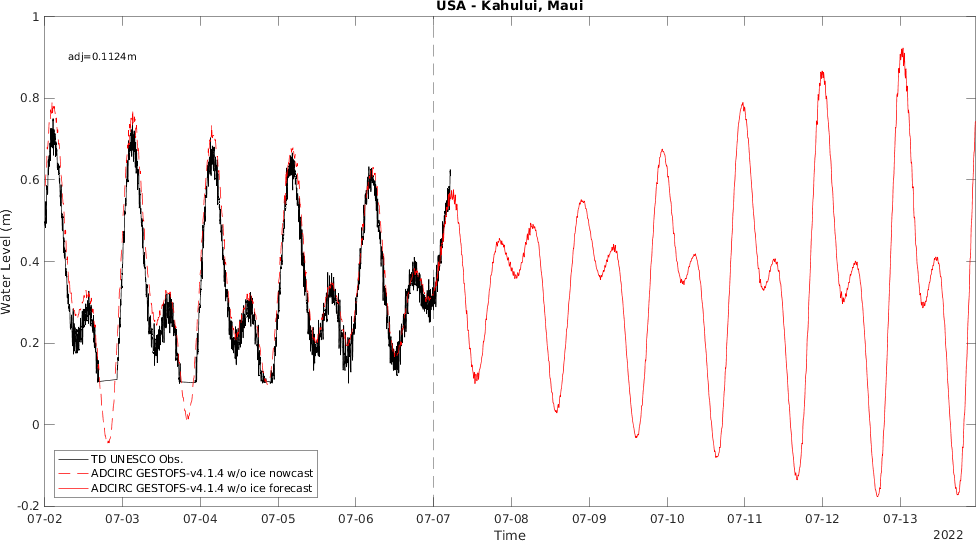 USA - Kahului, Maui
1
adj=0.1124m
0.8
0.6
0.4
0.2
0
-0.2
Water Level (m)
TD UNESCO Obs.
ADCIRC GESTOFS-v4.1.4 w/o ice nowcast
ADCIRC GESTOFS-v4.1.4 w/o ice forecast
07-02 07-03 07-04 07-05 07-06 07-07 07-08 07-09 07-10 07-11 07-12 07-13
Time
2022